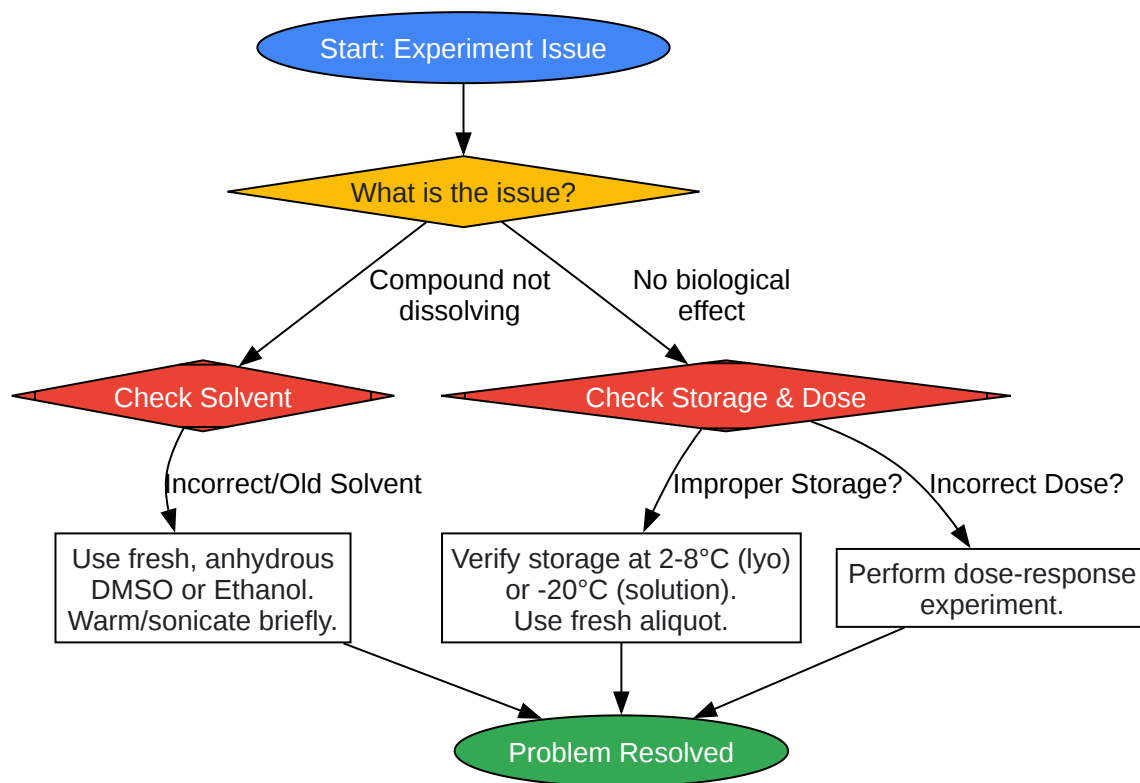 Start: Experiment Issue
What is the issue?
Compound not
dissolving
No biological
effect
Check Solvent
Check Storage & Dose
Incorrect/Old Solvent
Improper Storage?
Incorrect Dose?
Use fresh, anhydrous
DMSO or Ethanol.
Warm/sonicate briefly.
Verify storage at 2-8°C (lyo)
or -20°C (solution).
Use fresh aliquot.
Perform dose-response
experiment.
Problem Resolved